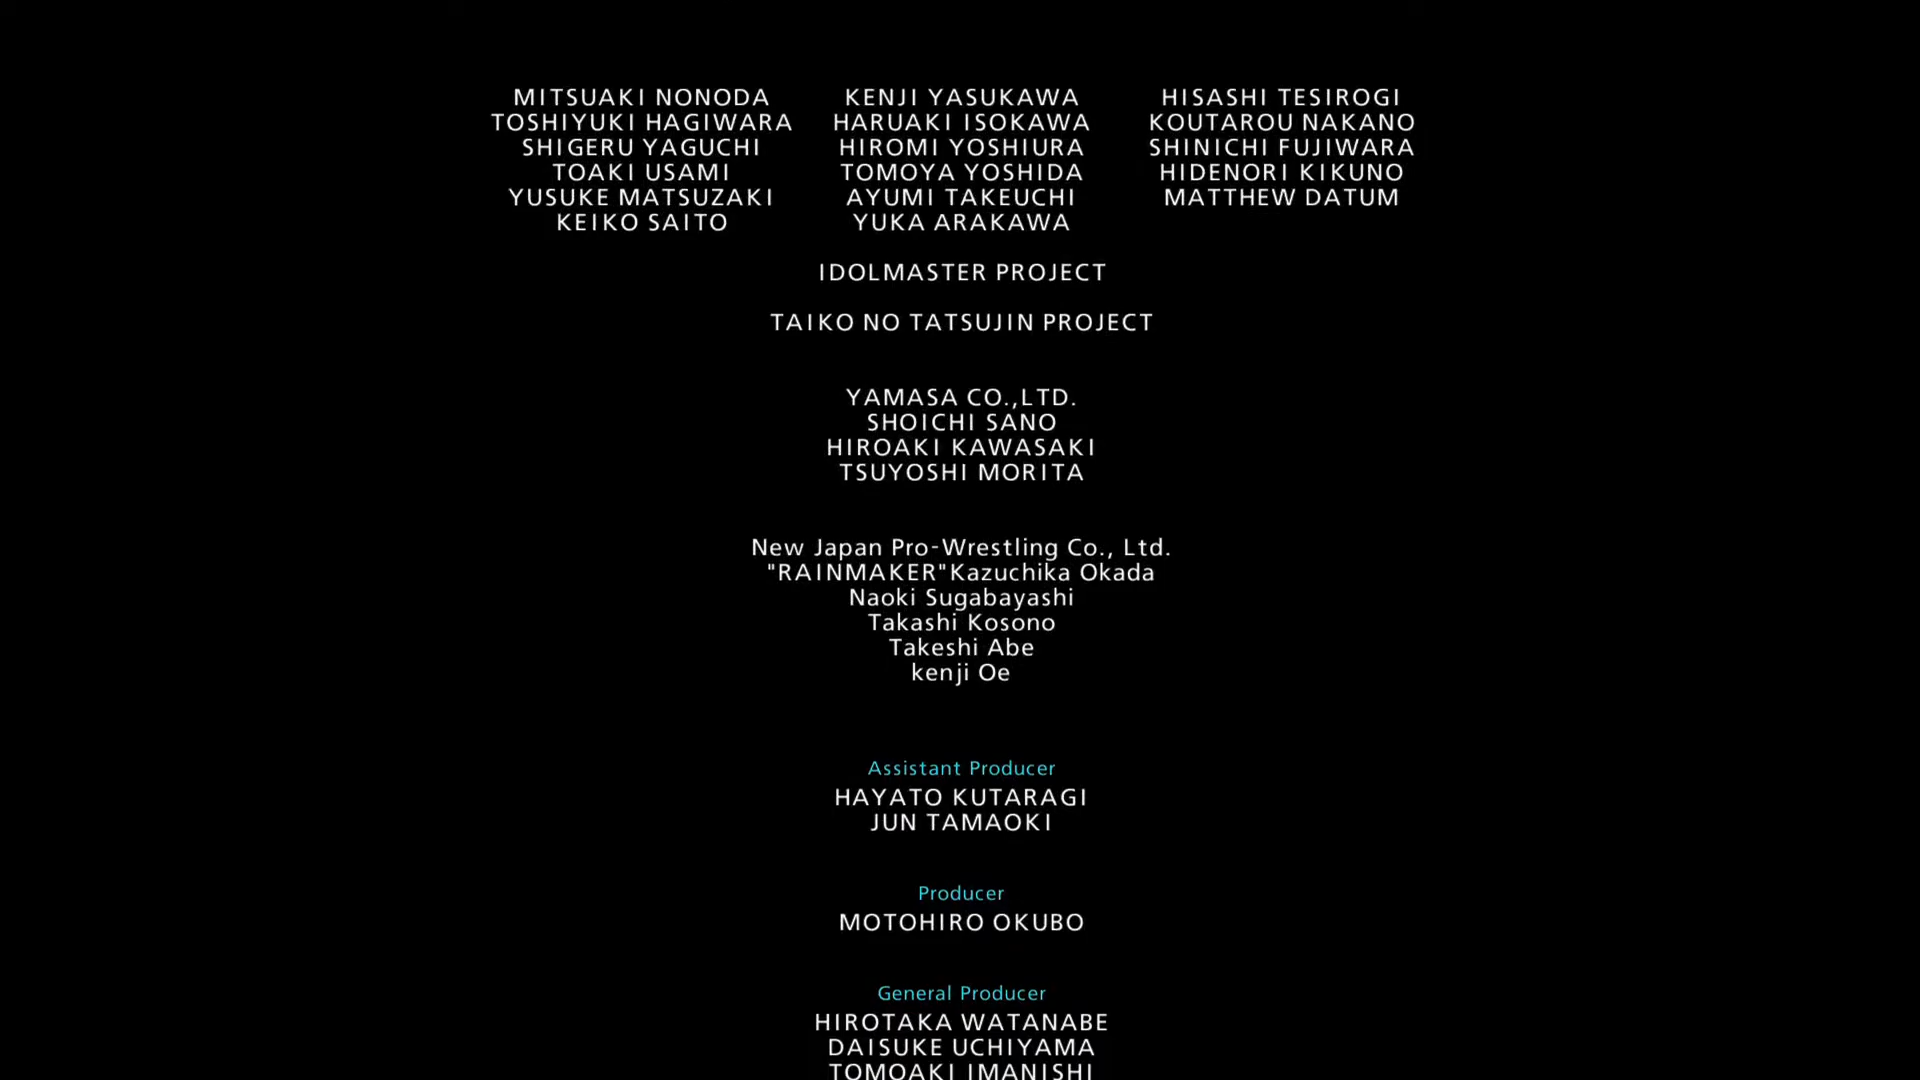 MITSUAKI NONODA KENJI YASUKAWA HISASHI TESIROGI
TOSHIYUKI HAGIWARA HARUAKI ISOKAWA KOUTAROU NAKANO
SHIGERU YAGUCHI HIROMI YOSHIURA SHINICHI FUJIWARA
TOAKI USAMI TOMOYA YOSHIDA HIDENORI KIKUNO
YUSUKE MATSUZAKI AYUMI TAKEUCHI MATTHEW DATUM
KEIKO SAITO YUKA ARAKAWA
IDOLMASTER PROJECT
TAIKO NO TATSUJIN PROJECT
YAMASA CO.,LTD.
SHOICHI SANO
HIROAKI KAWASAKI
TSUYOSHI MORITA
New Japan Pro-Wrestling Co., Ltd.
"RAINMAKER"Kazuchika Okada
Naoki Sugabayashi
Takashi Kosono
Takeshi Abe
kenji Oe
Assistant Producer
HAYATO KUTARAGI
JUN TAMAOKI
Producer
MOTOHIRO OKUBO
General Producer
HIROTAKA WATANABE
DAISUKE UCHIYAMA
TOMOAKI IMANISHI